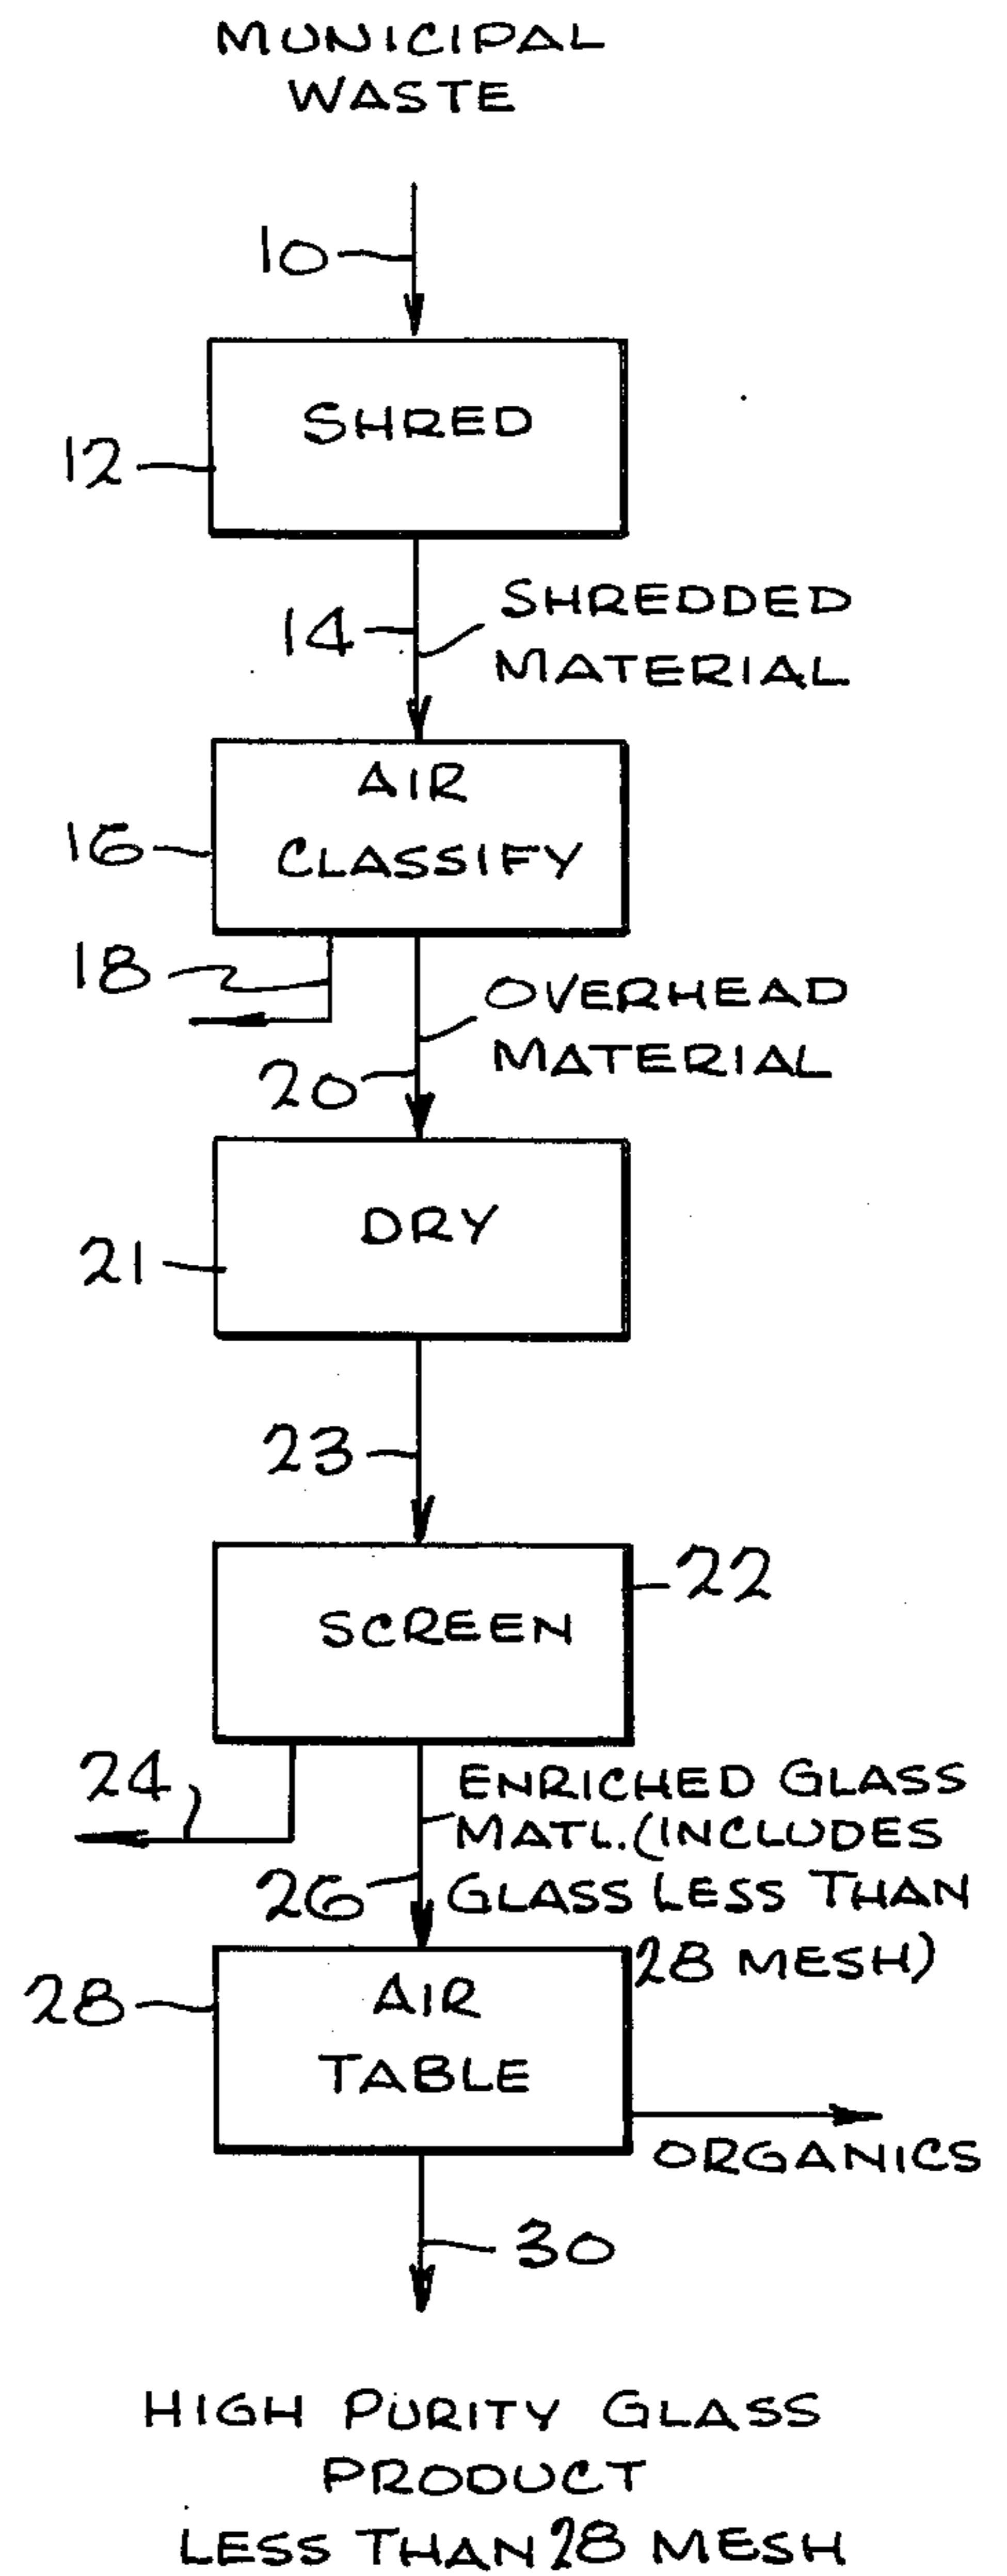 MUNICIPAL
WASTE
10
SHRED
12
14
SHREDDED
MATERIAL
AIR
CLASSIFY
16
18
OVERHEAD
MATERIAL
20
DRY
21
23
22
SCREEN
24
ENRICHED GLASS
MATL. (INCLUDES
GLASS LESS THAN
28 MESH)
26
28
AIR
TABLE
ORGANICS
30
HIGH PURITY GLASS
PRODUCT
LESS THAN 28 MESH